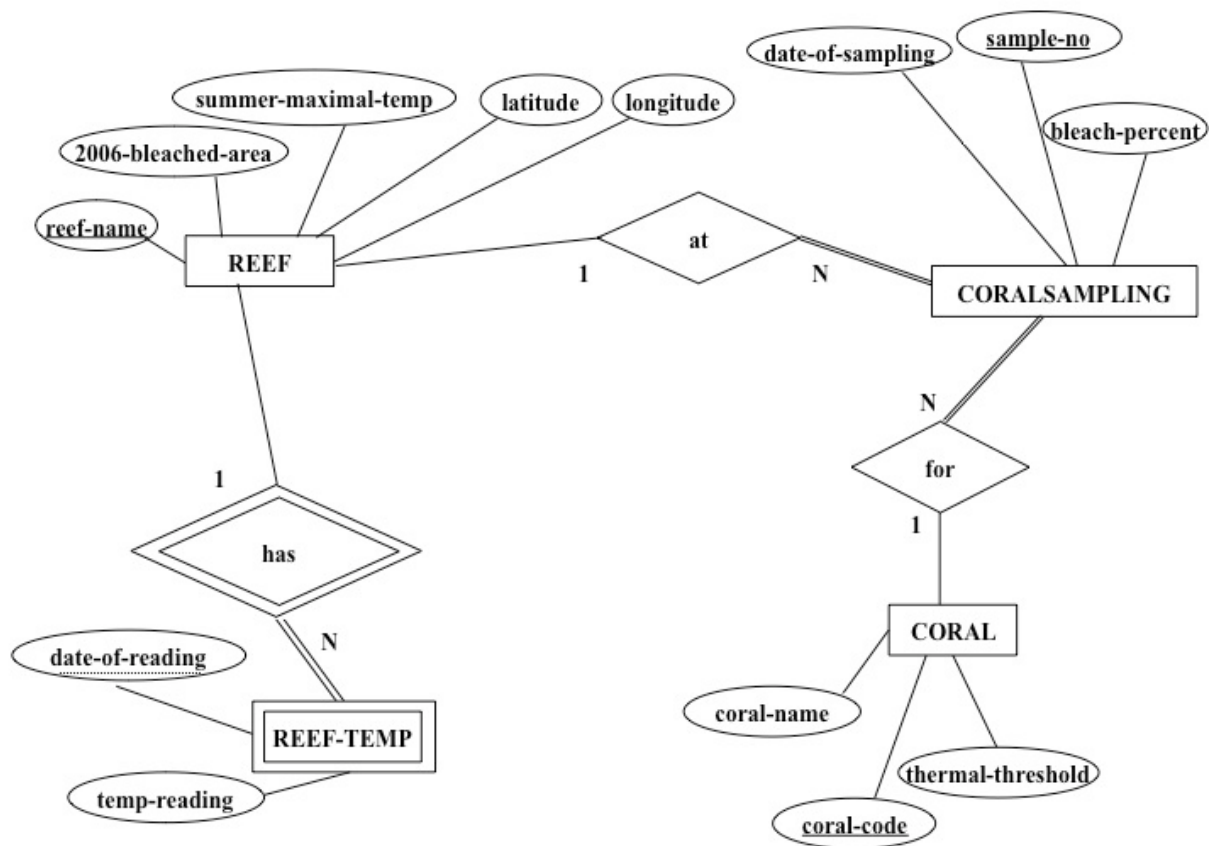 sample-no
date-of-sampling
summer-maximal-temp
latitude
longitude
bleach-percent
2006-bleached-area
reef-name
REEF
at
1
N
CORALSAMPLING
N
1
for
has
1
N
CORAL
date-of-reading
coral-name
REEF-TEMP
thermal-threshold
temp-reading
coral-code